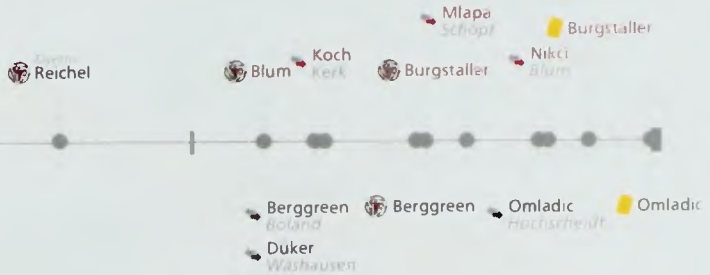 Mlapa
Schöpf
Burgstaller
Koch
Kerk
Nikci
Blum
Reichel
Blum
Burgstaller
Berggreen
Boland
Berggreen
Omladic
Hochscheidt
Omladic
Duker
Washausen